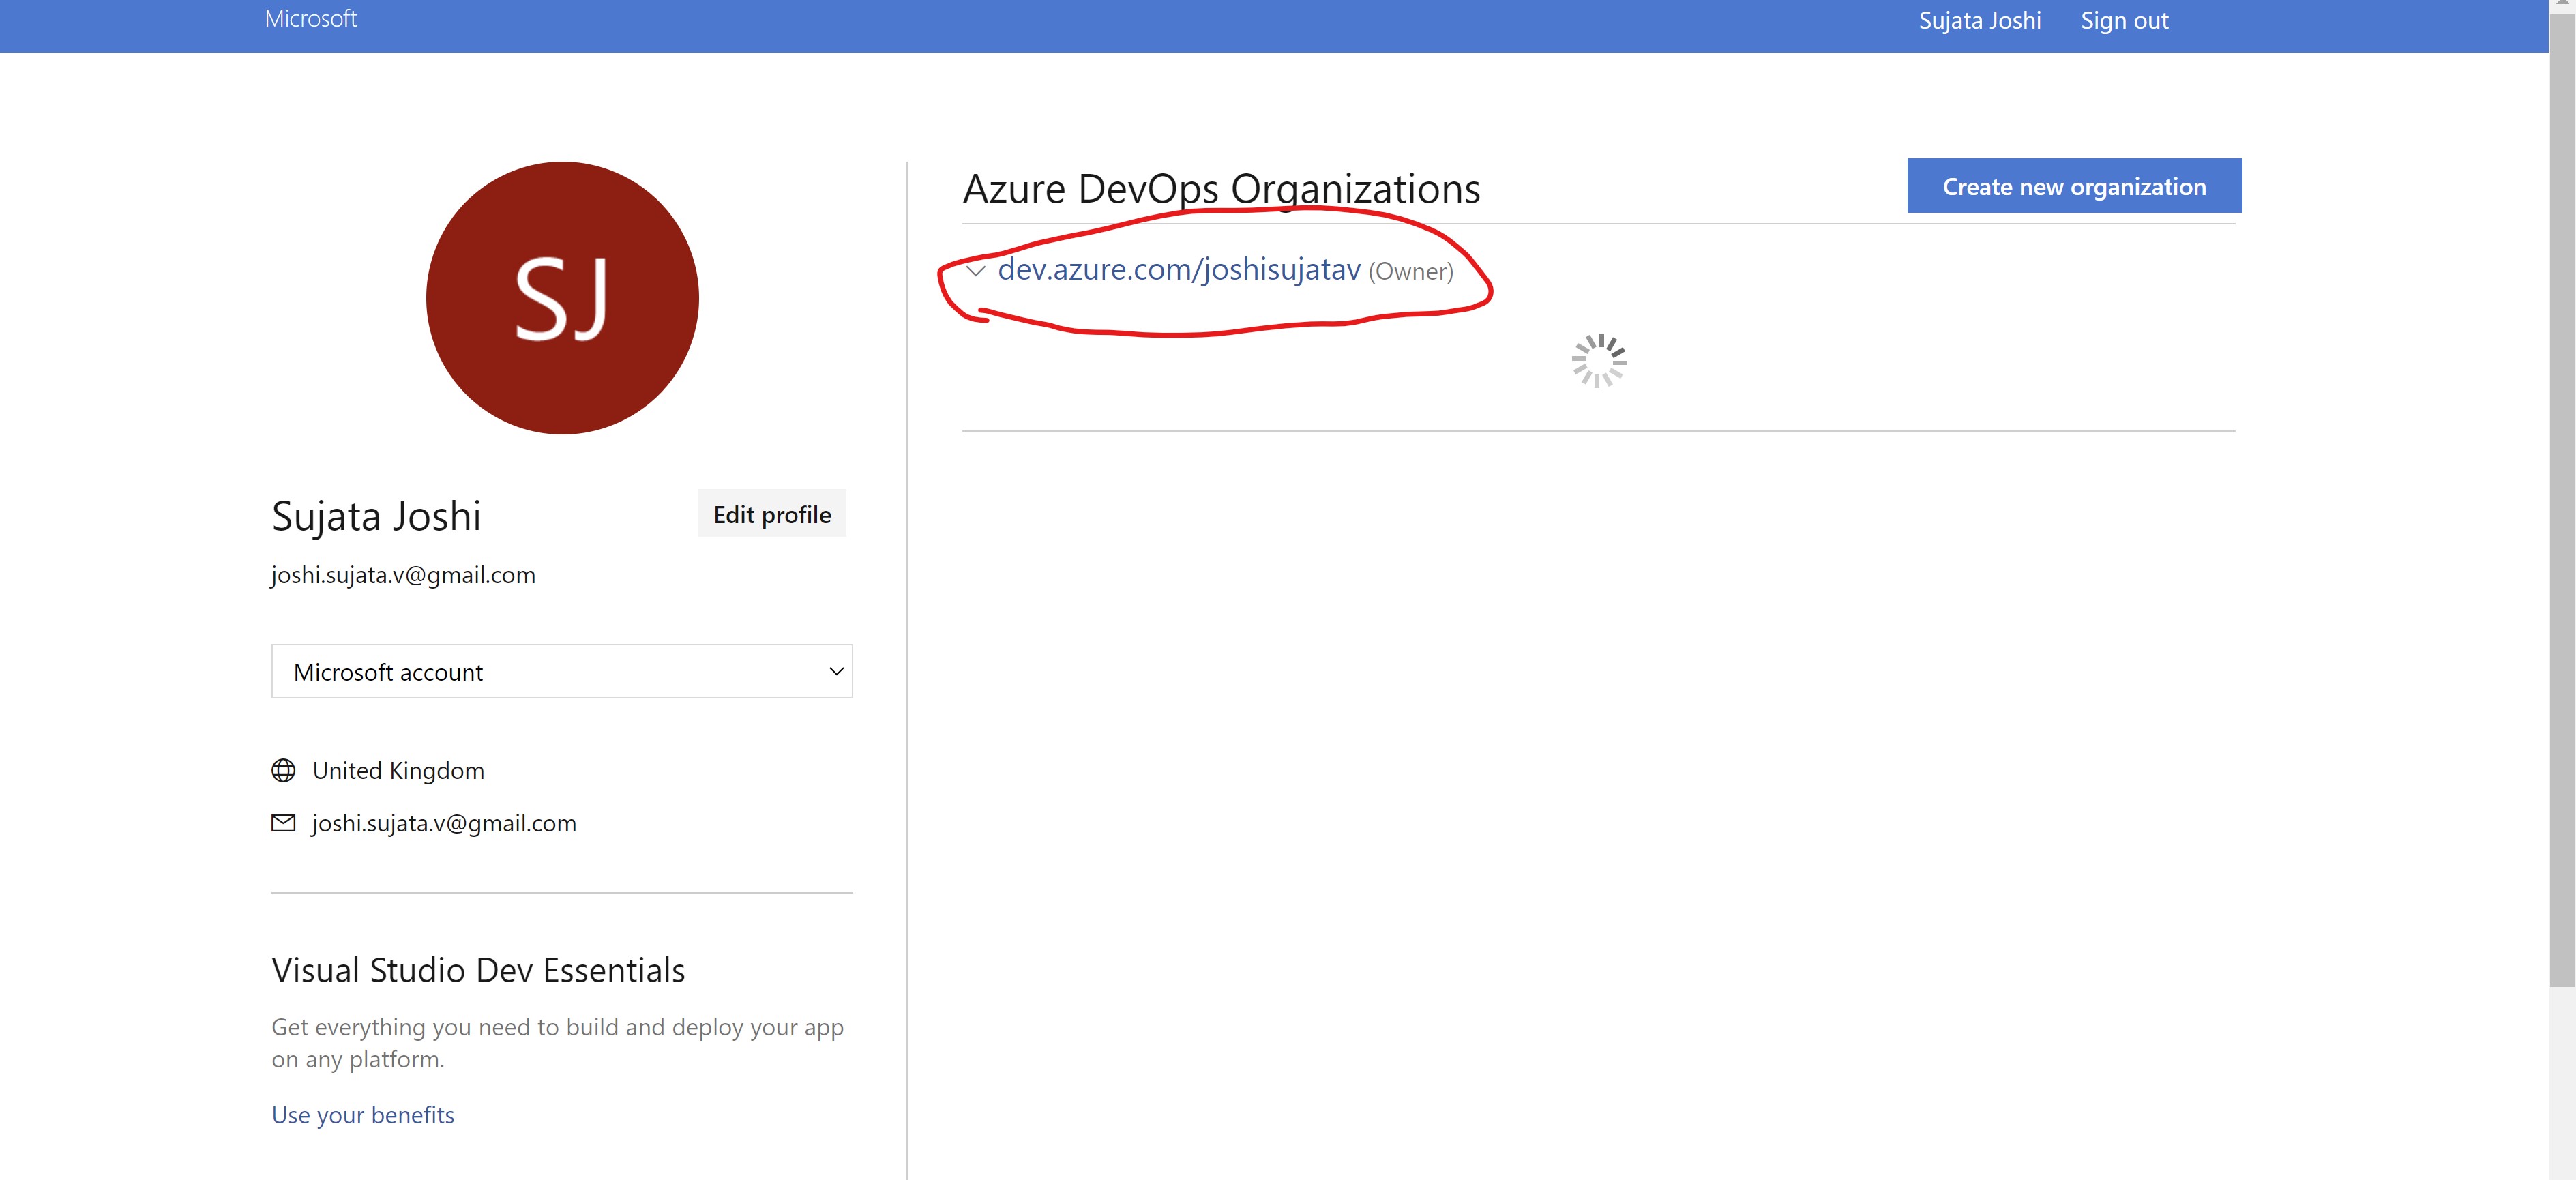 Microsoft
Sujata Joshi Sign out
SJ
Sujata Joshi
Edit profile
joshi.sujata.v@gmail.com
Microsoft account
United Kingdom
joshi.sujata.v@gmail.com
Visual Studio Dev Essentials
Get everything you need to build and deploy your app
on any platform.
Use your benefits
Azure DevOps Organizations
Create new organization
dev.azure.com/joshisujatav (Owner)